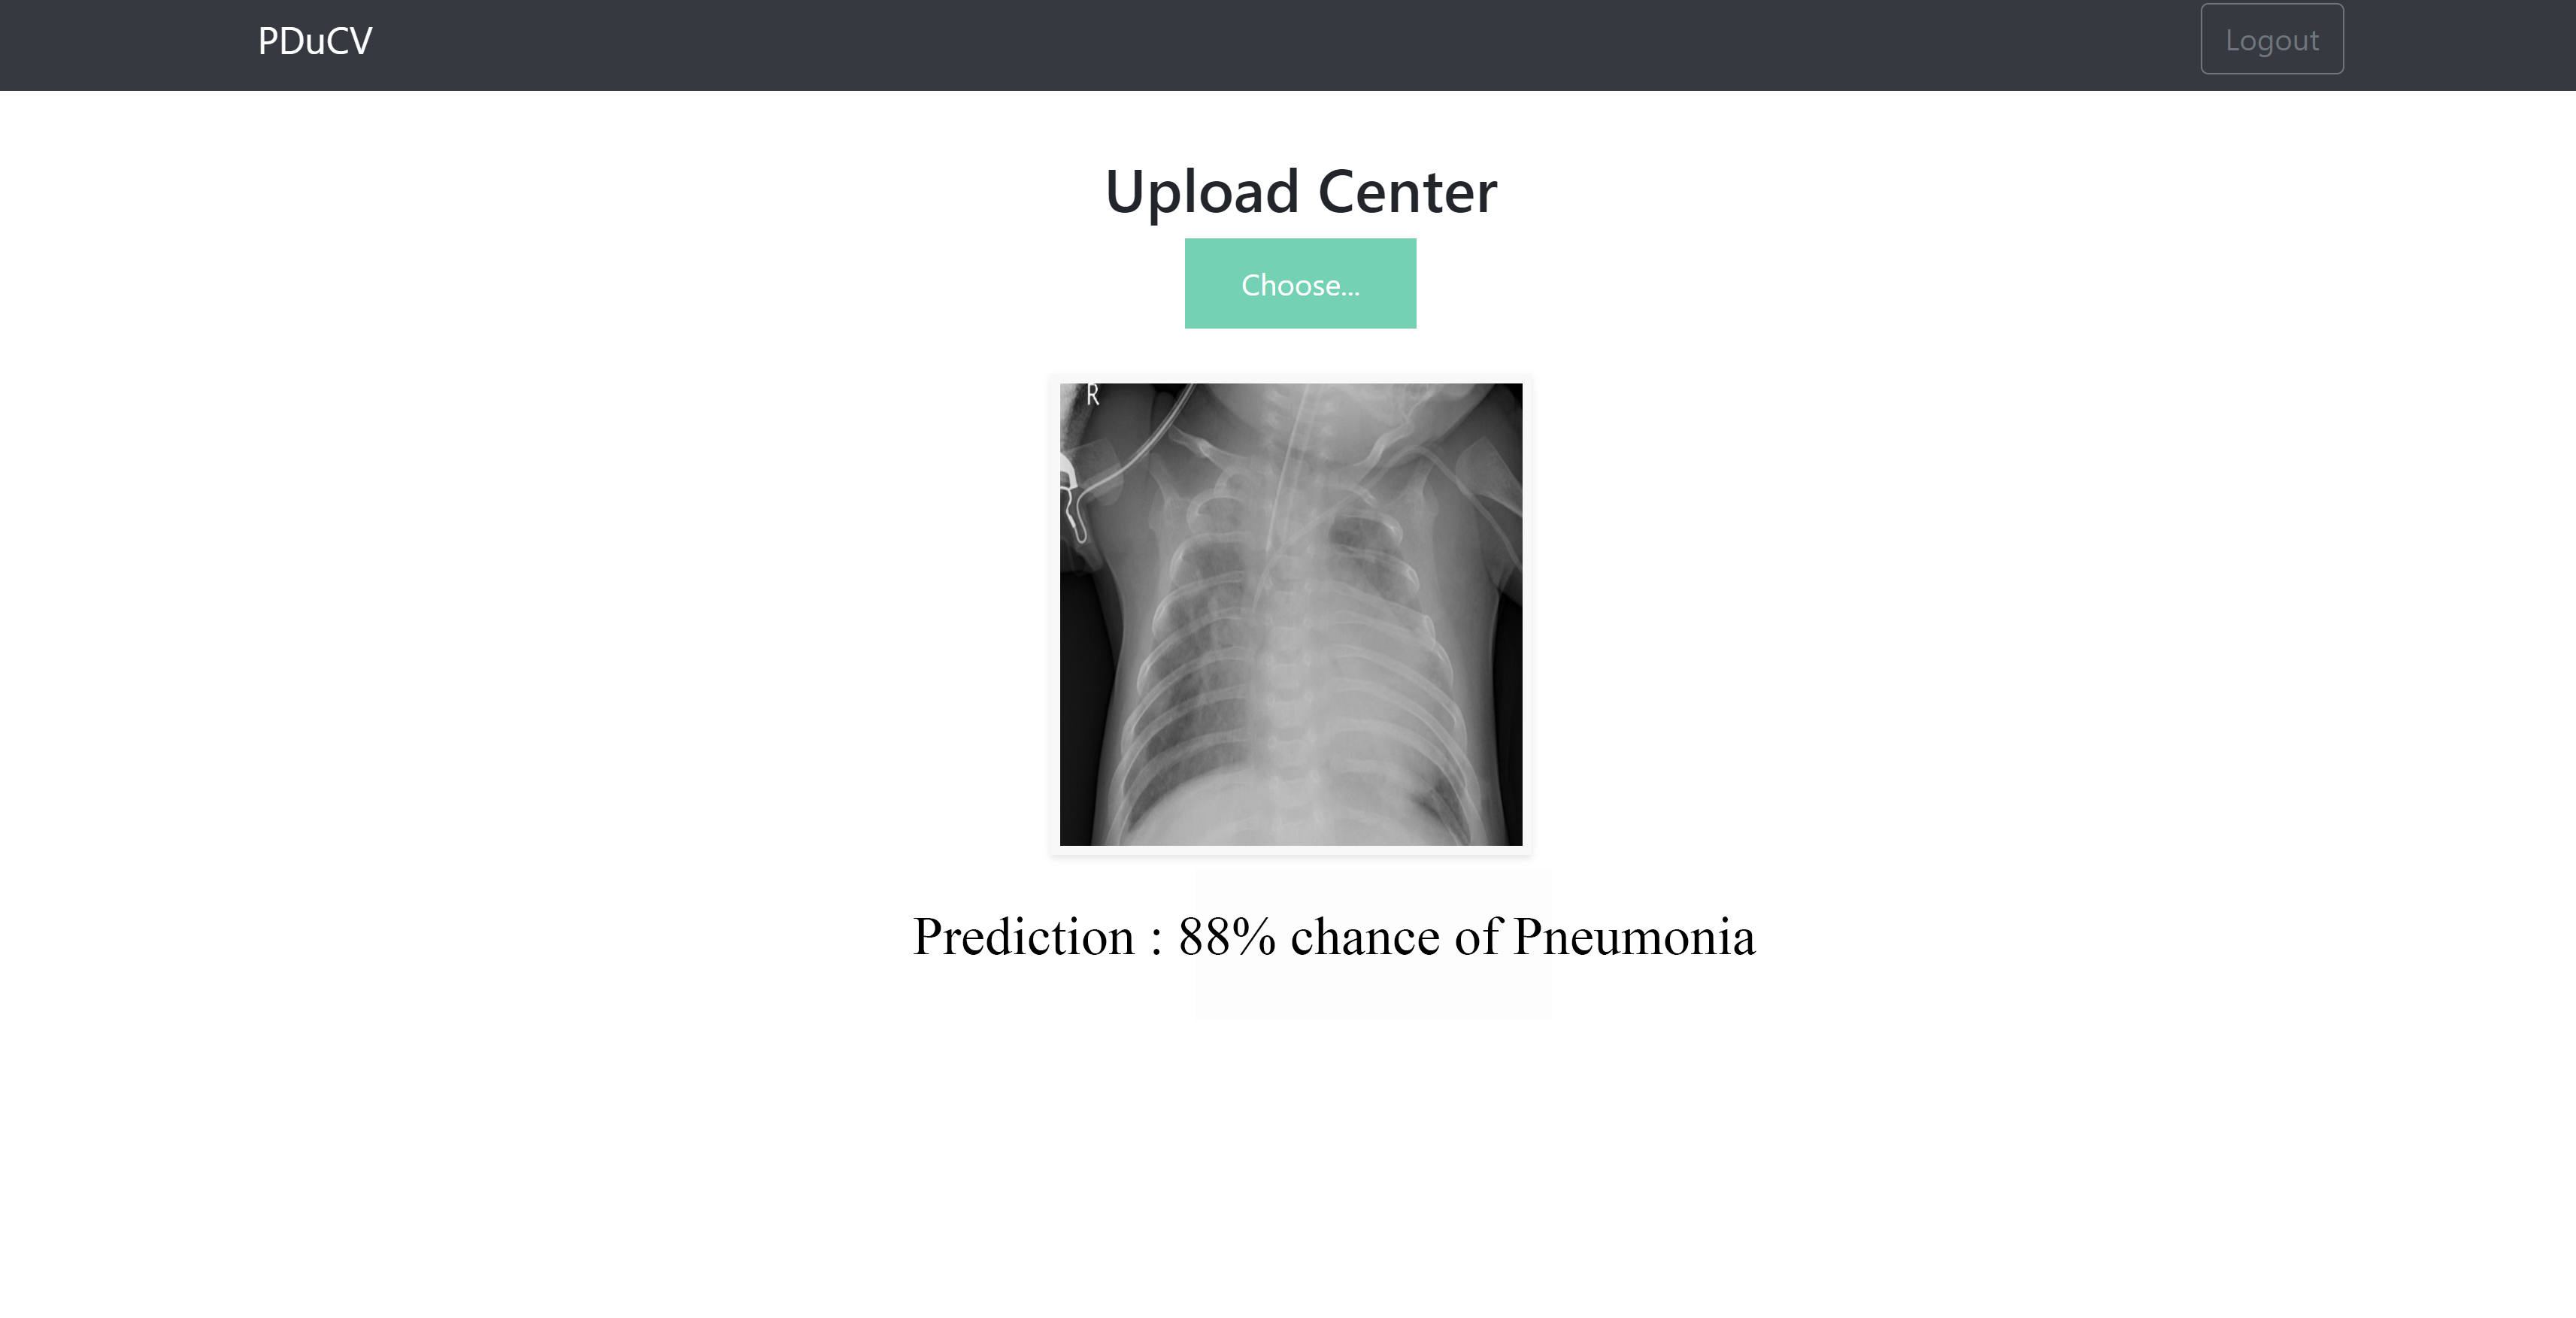 PDuCV
Logout
Upload Center
Choose...
R
Prediction : 88% chance of Pneumonia